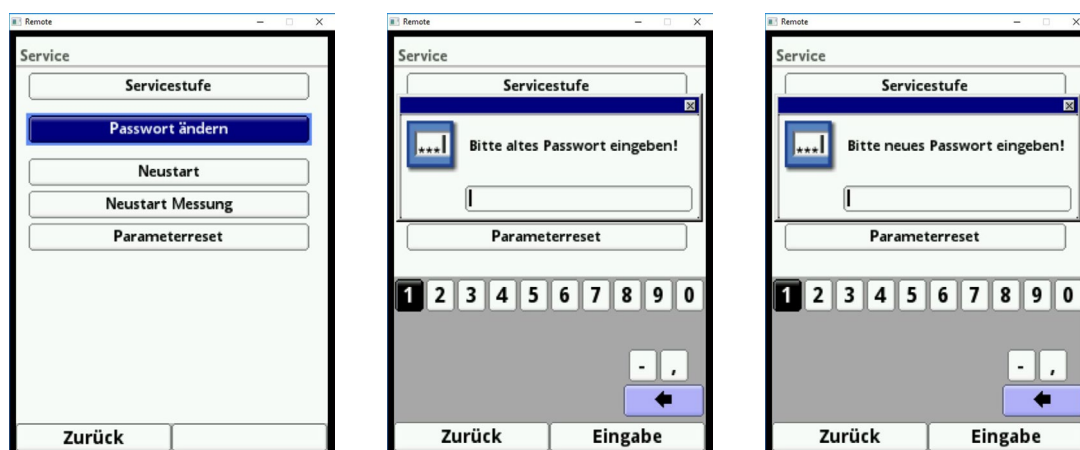 Remote
Service
Servicestufe
Passwort ändern
Neustart
Neustart Messung
Parameterreset
Zurück
Remote
Service
Servicestufe
...|
***
Bitte altes Passwort eingeben!
Parameterreset
1 2 3 4 5 6 7 8 9 0
- ,
Zurück Eingabe
Remote
Service
Servicestufe
...|
***
Bitte neues Passwort eingeben!
Parameterreset
1 2 3 4 5 6 7 8 9 0
- ,
Zurück Eingabe